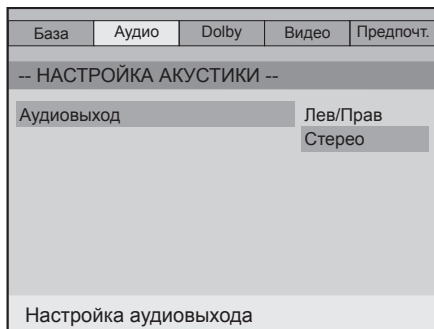 База Аудио Dolby Видео Предпочт.
-- НАСТРОЙКА АКУСТИКИ --
Аудиовыход Лев/Прав
Стерео
Настройка аудиовыхода